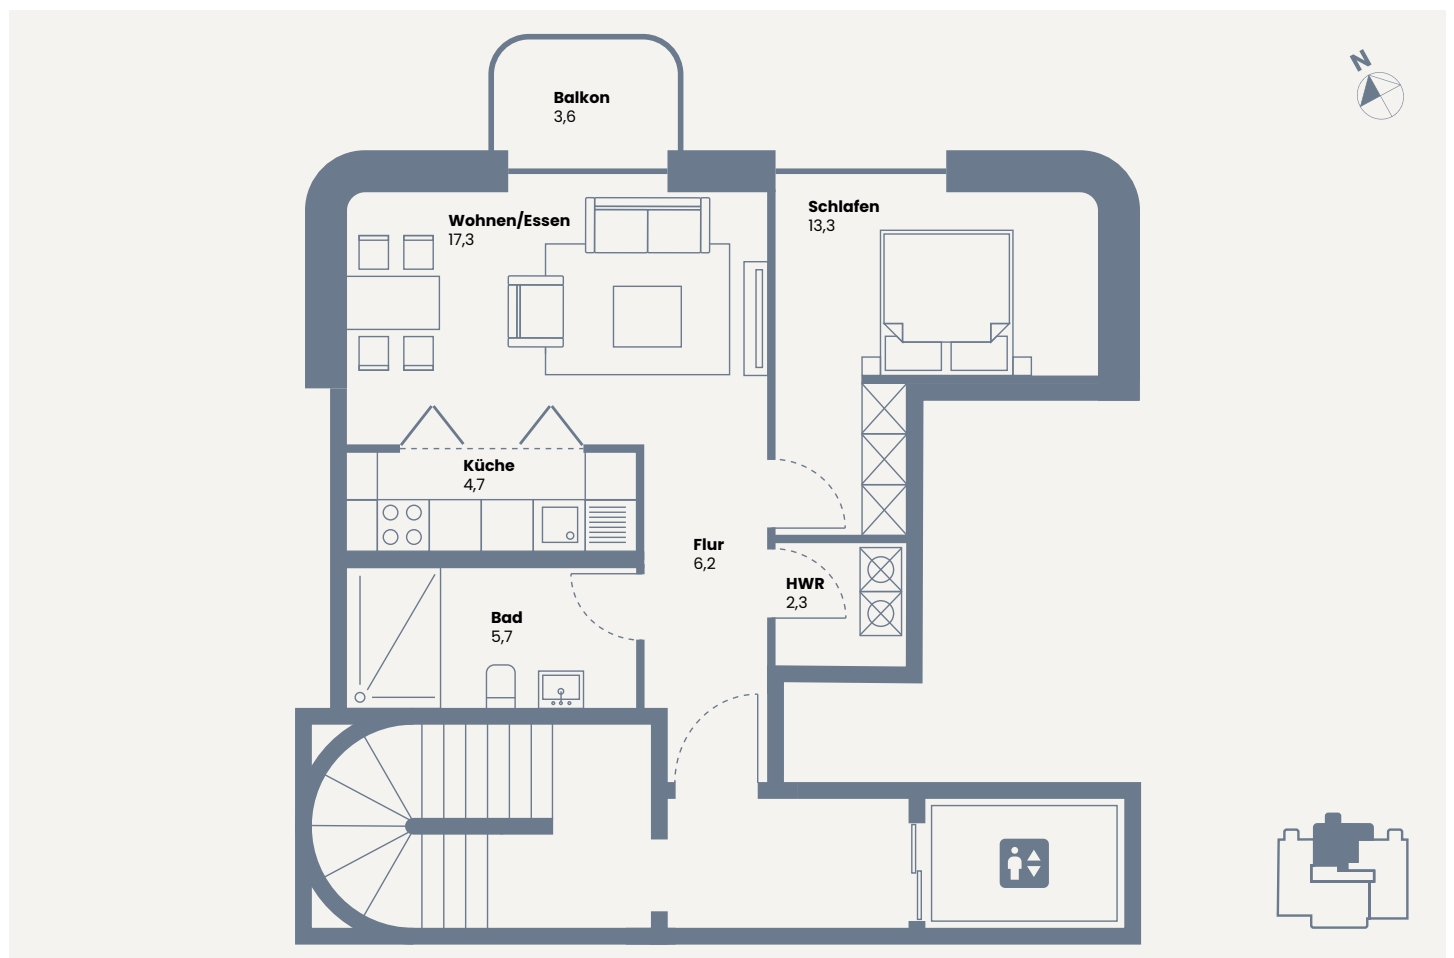 N
Balkon
3,6
Wohnen/Essen
17,3
Schlafen
13,3
Küche
4,7
Flur
6,2
HWR
2,3
Bad
5,7